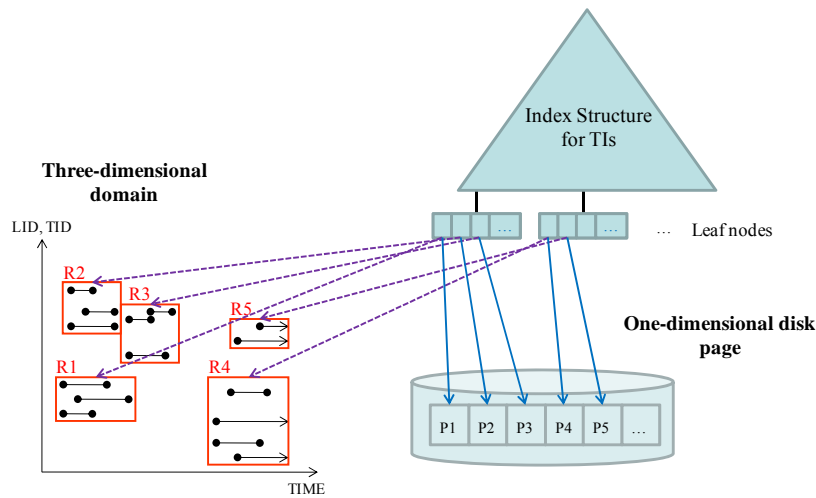 Index Structure
for TIs
Three-dimensional
domain
LID, TID
...
...
... Leaf nodes
R2
R3
R5
R1
R4
One-dimensional disk
page
P1 P2 P3 P4 P5 ...
TIME